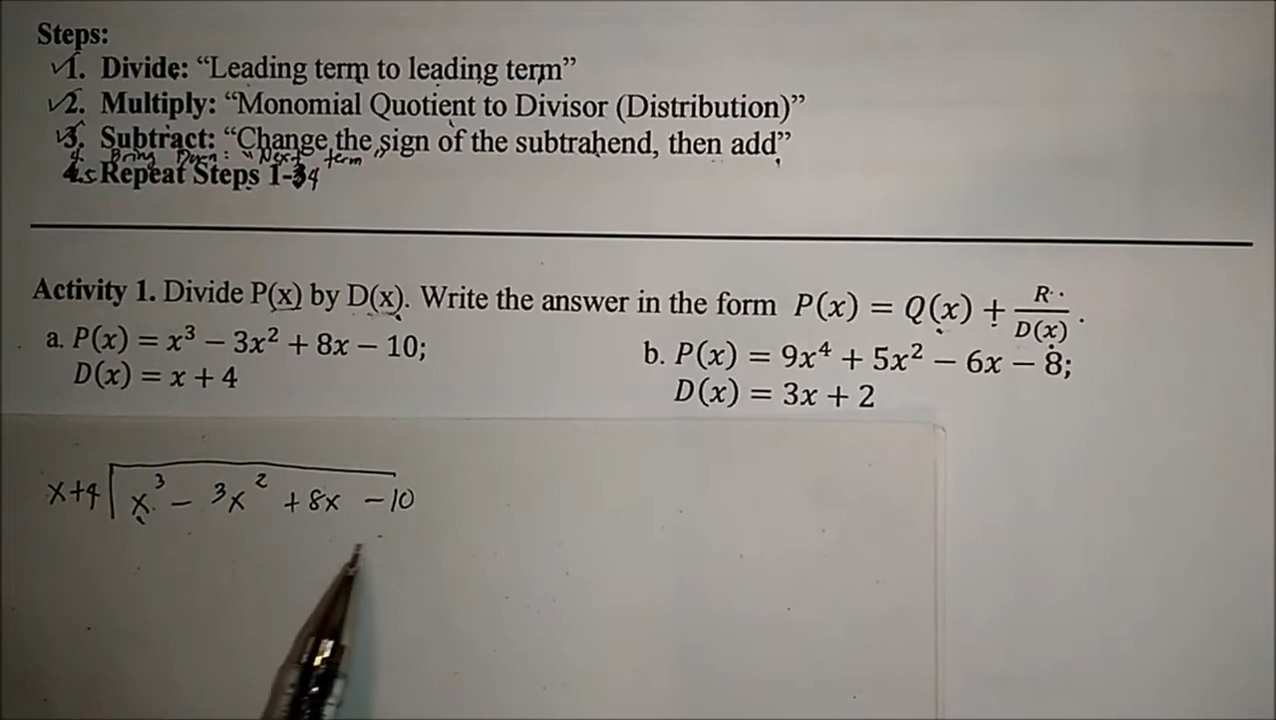 Steps:
1. Divide: “Leading term to leading term”
2. Multiply: “Monomial Quotient to Divisor (Distribution)”
3. Subtract: “Change the sign of the subtrahend, then add”
4. Bring Down: "Next term"
5 Repeat Steps 1-4
Activity 1. Divide P(x) by D(x). Write the answer in the form P(x) = Q(x) + R/D(x).
a. P(x) = x³ − 3x² + 8x − 10;
D(x) = x + 4
b. P(x) = 9x⁴ + 5x² − 6x − 8;
D(x) = 3x + 2
x+4 x³ - 3x² +8x -10